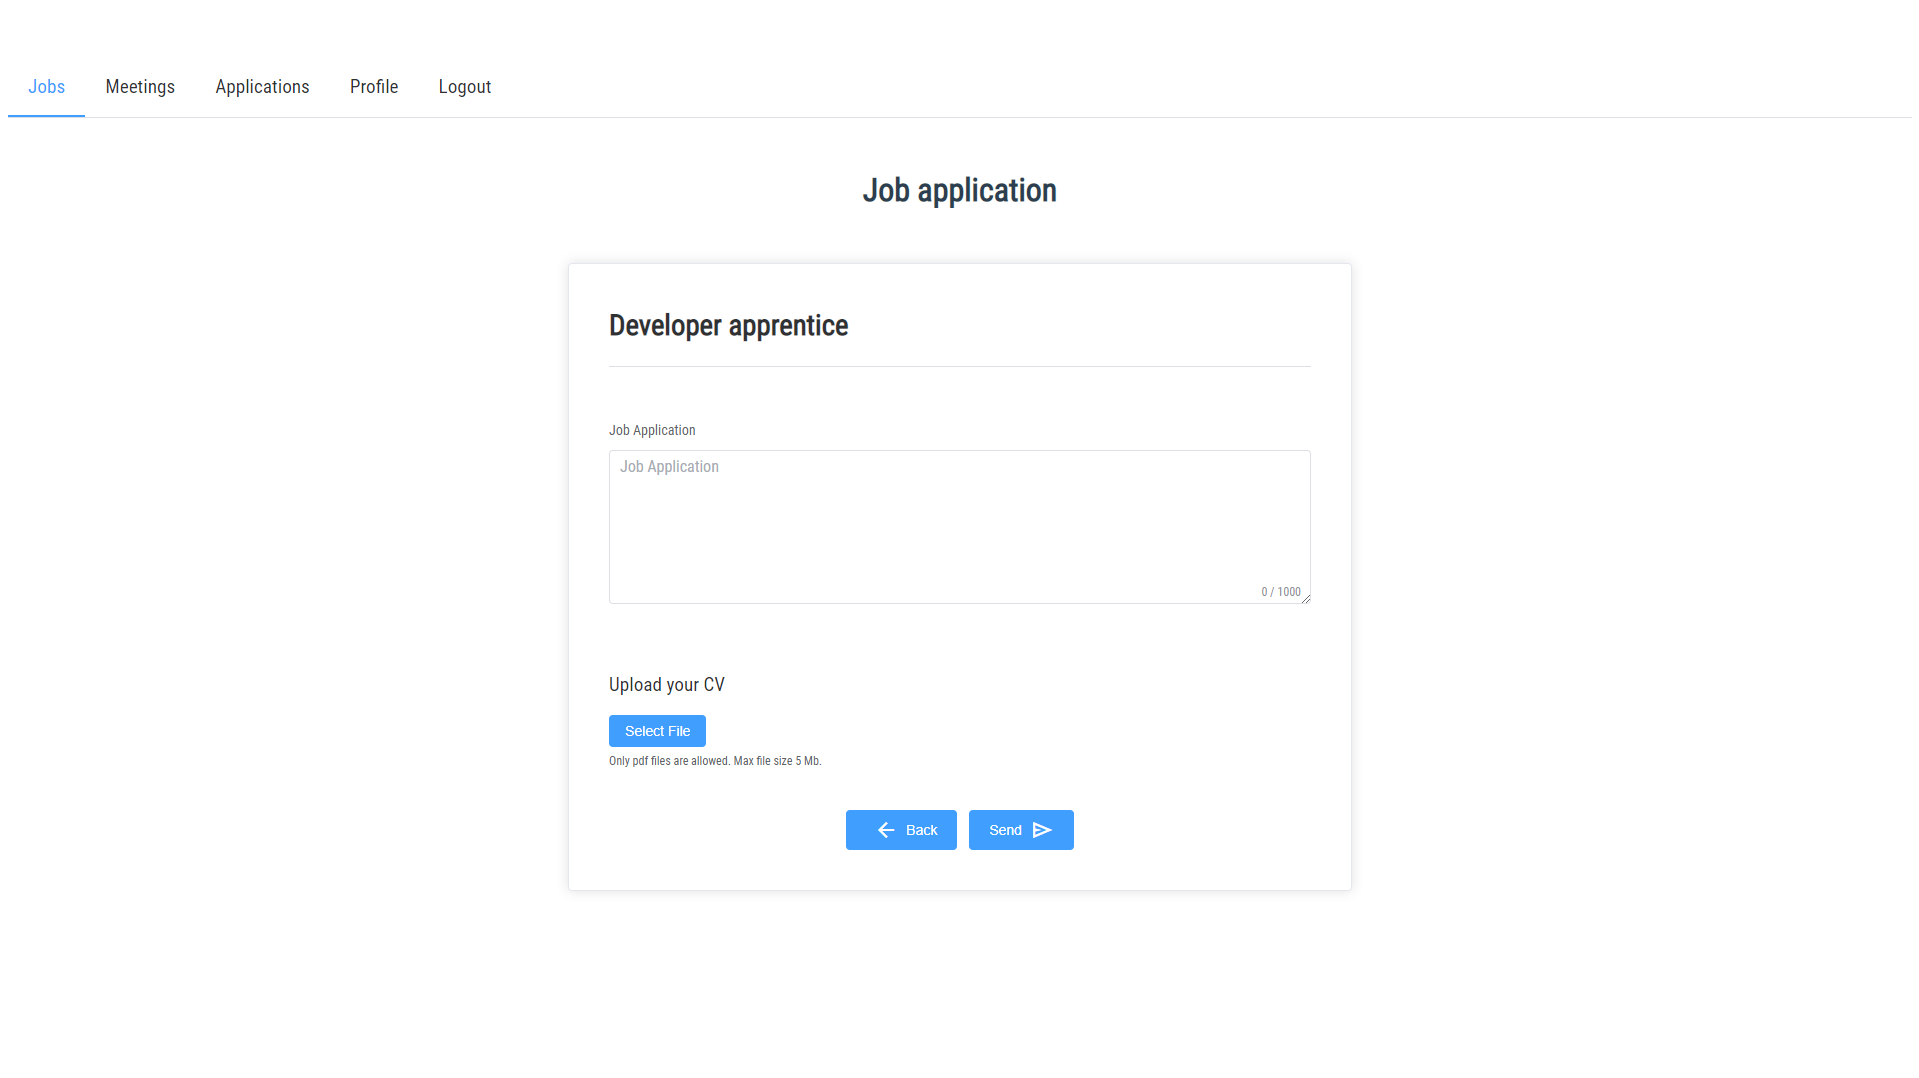 Jobs Meetings Applications Profile Logout
Job application
Developer apprentice
Job Application
Job Application
0 / 1000
Upload your CV
Select File
Only pdf files are allowed. Max file size 5 Mb.
Back Send